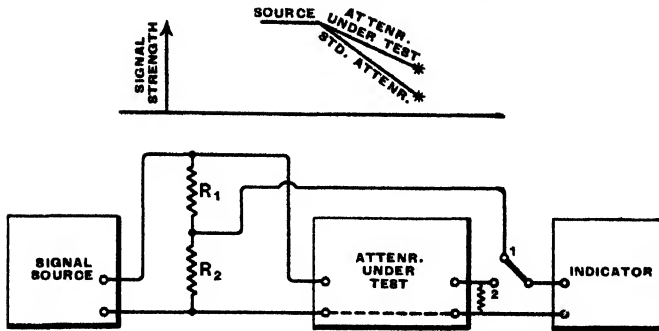 SOURCE
ATTENR.
UNDER TEST
STD. ATTENR.
SIGNAL
STRENGTH
R1
R2
SIGNAL
SOURCE
ATTENR.
UNDER
TEST
1
2
INDICATOR